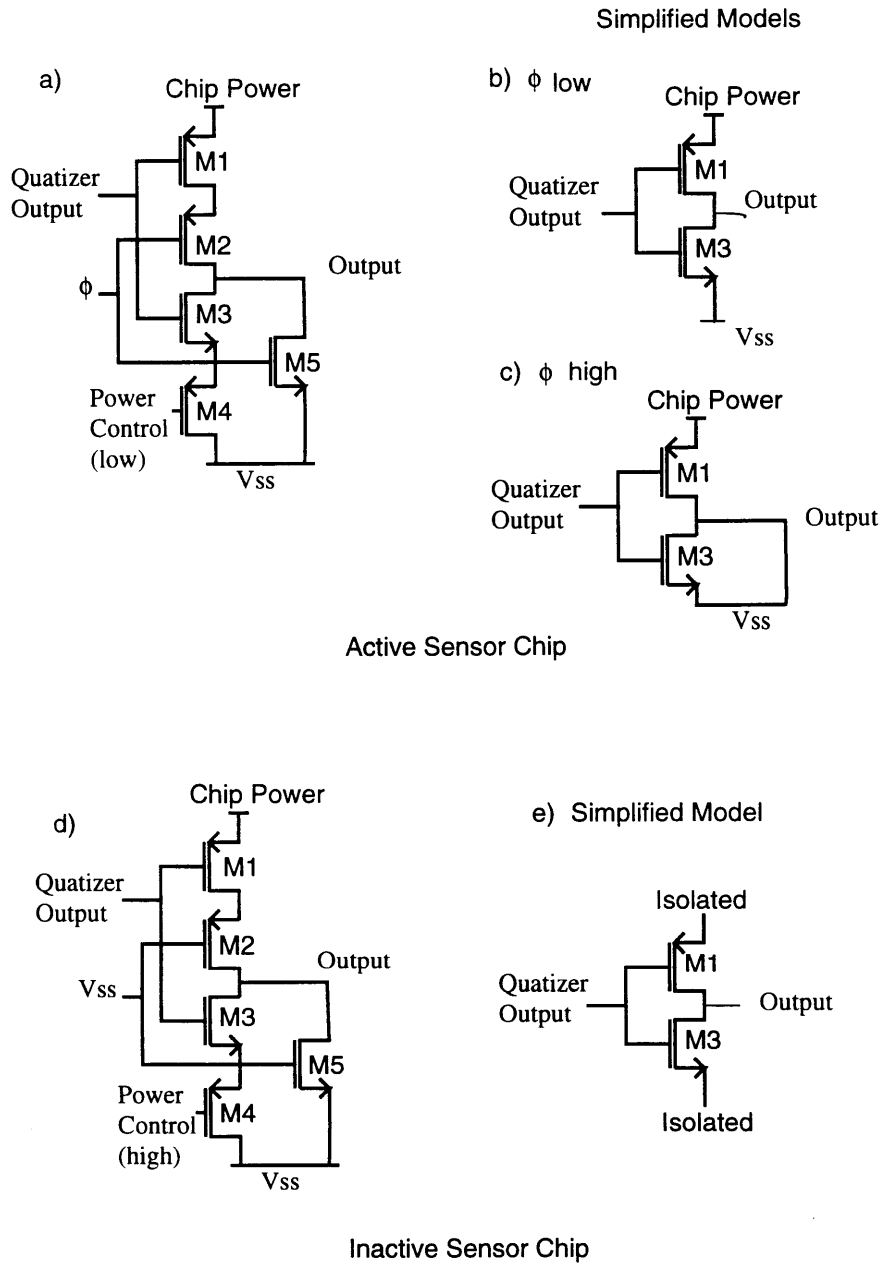 Simplified Models
a)
Chip Power
M1
Quatizer
Output
M2
Output
ϕ
M3
M5
Power
Control
(low)
M4
Vss
b) ϕ low
Chip Power
M1
Quatizer
Output
Output
M3
Vss
c) ϕ high
Chip Power
M1
Quatizer
Output
Output
M3
Vss
Active Sensor Chip
d)
Chip Power
M1
Quatizer
Output
M2
Output
Vss
M3
M5
Power
Control
(high)
M4
Vss
e) Simplified Model
Isolated
M1
Quatizer
Output
Output
M3
Isolated
Inactive Sensor Chip